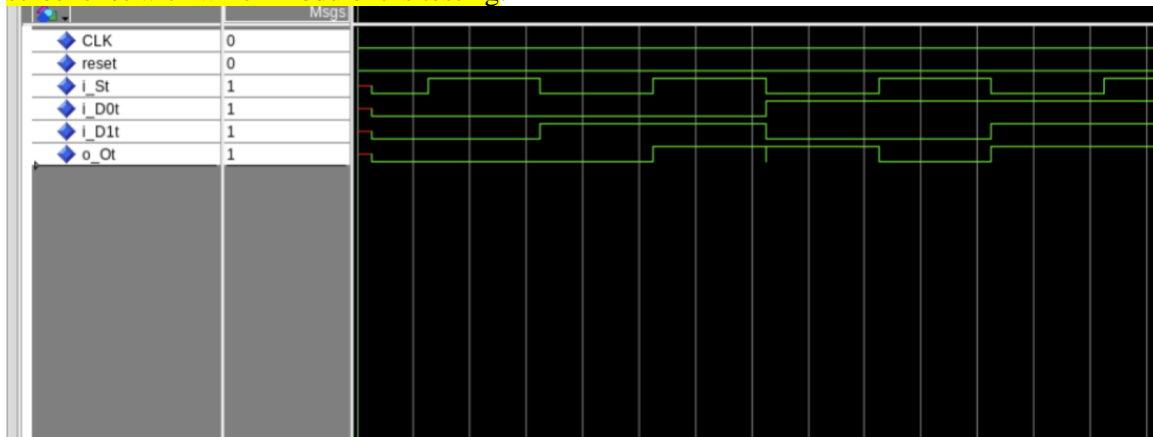 Msgs
CLK 0
reset 0
i_St 1
i_D0t 1
i_D1t 1
o_Ot 1